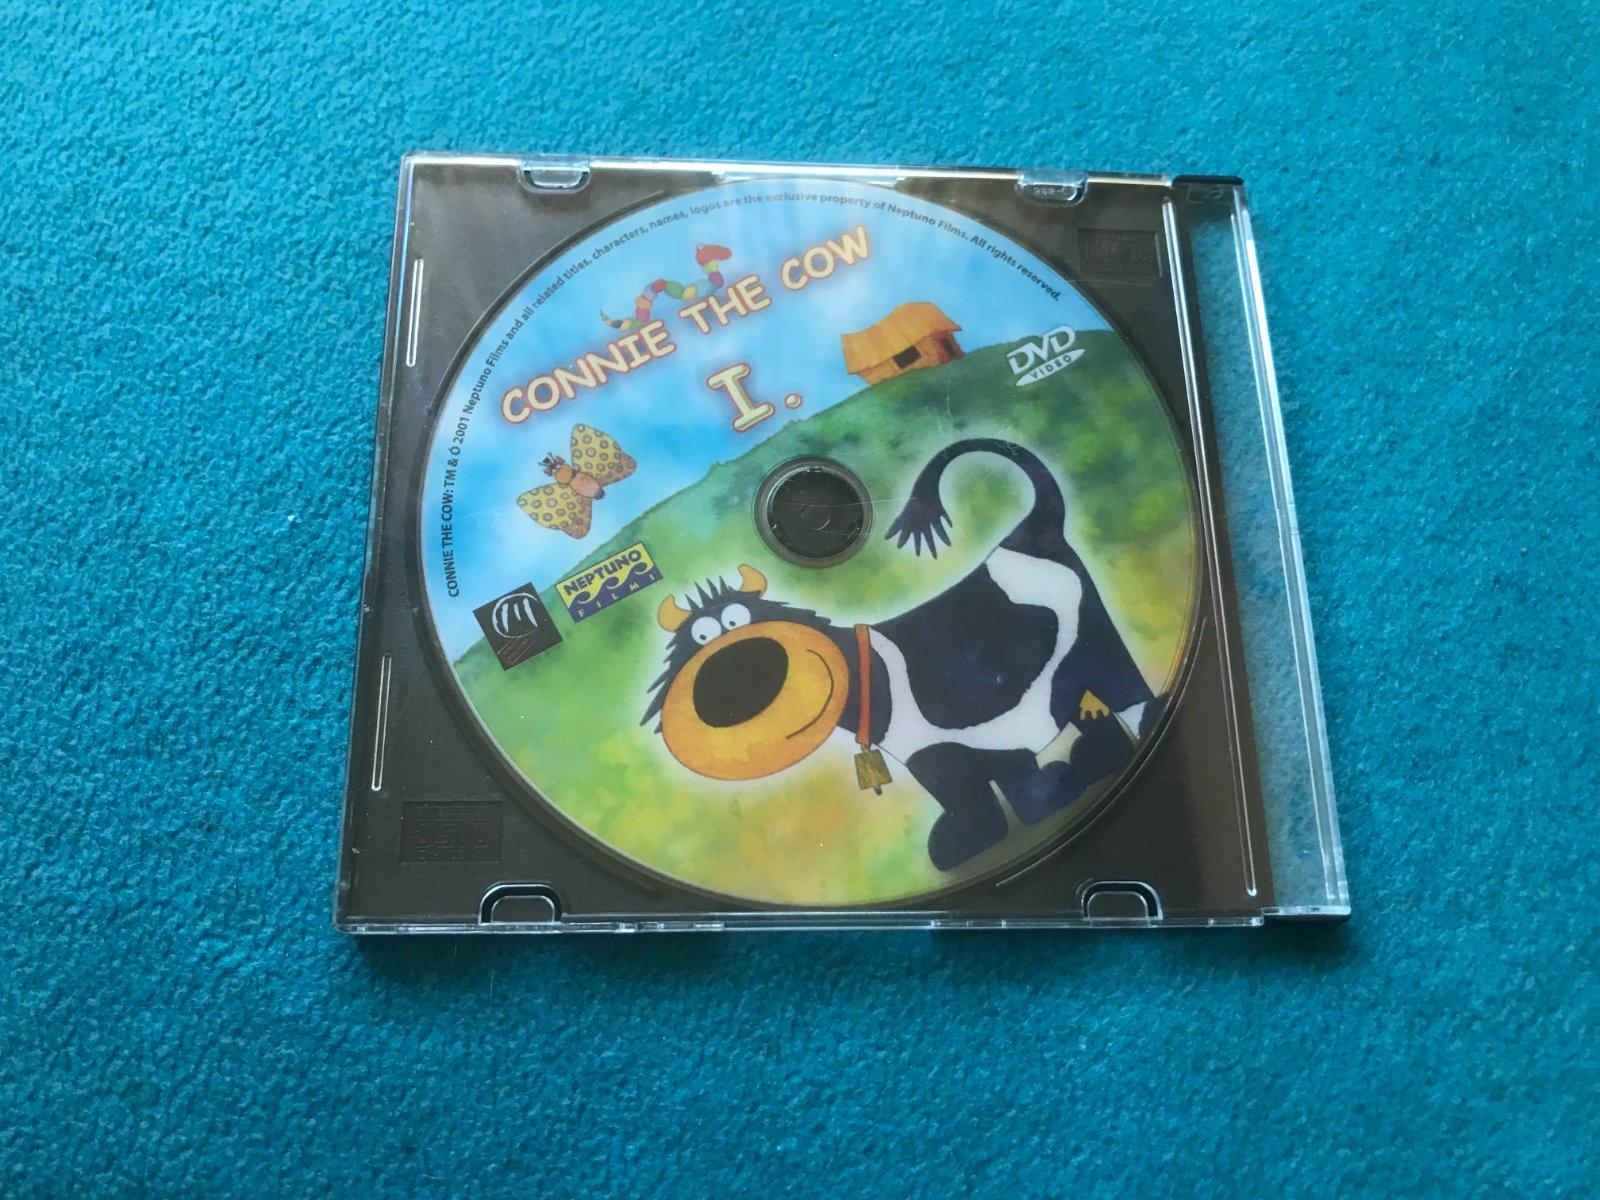 CONNIE THE COW: TM & Ó 2001 Neptuno Films and all related titles, characters, names, logos are the exclusive property of Neptuno Films. All rights reserved.
CONNIE THE COW
I.
DVD
VIDEO
NEPTUNO
FILMS